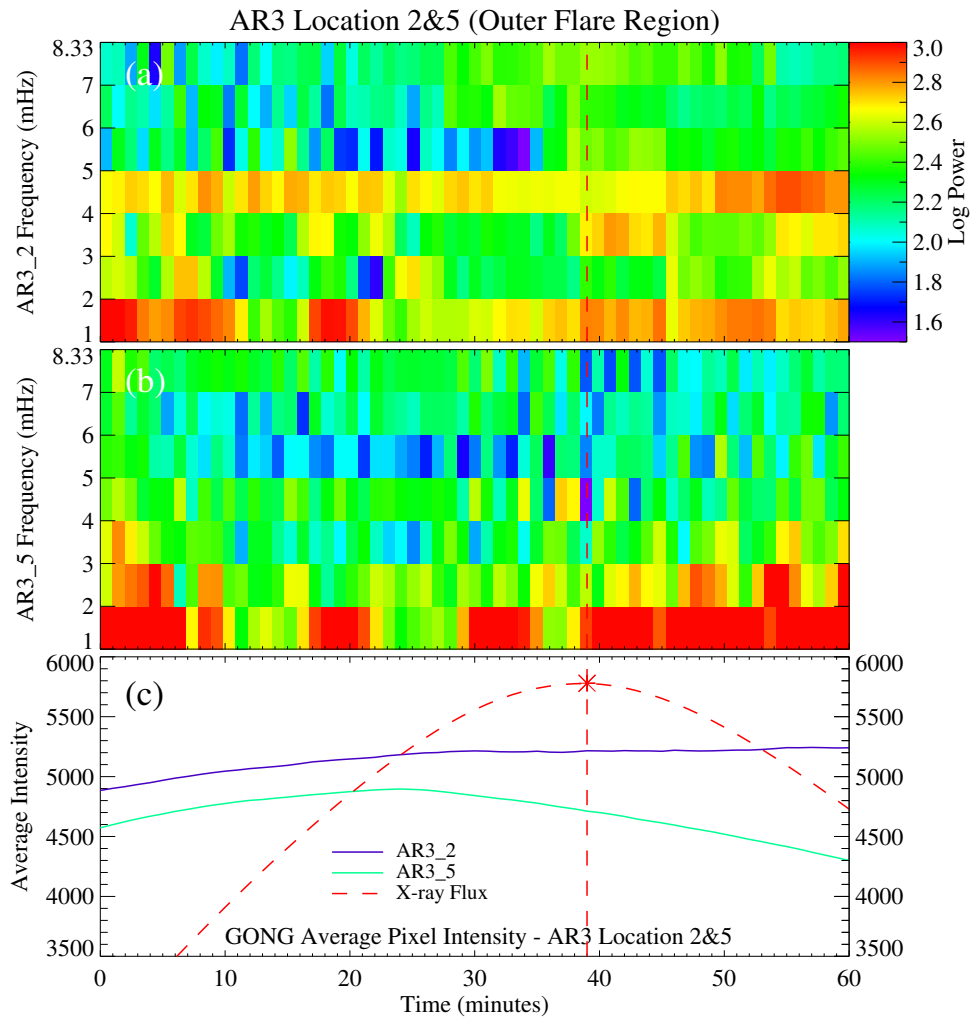 AR3 Location 2&5 (Outer Flare Region)
8.33
7
6
5
4
3
2
1
AR3_2 Frequency (mHz)
(a)
3.0
2.8
2.6
2.4
2.2
2.0
1.8
1.6
Log Power
8.33
7
6
5
4
3
2
1
AR3_5 Frequency (mHz)
(b)
6000
5500
5000
4500
4000
3500
Average Intensity
(c)
6000
5500
5000
4500
4000
3500
AR3_2
AR3_5
X-ray Flux
GONG Average Pixel Intensity - AR3 Location 2&5
0 10 20 30 40 50 60
Time (minutes)